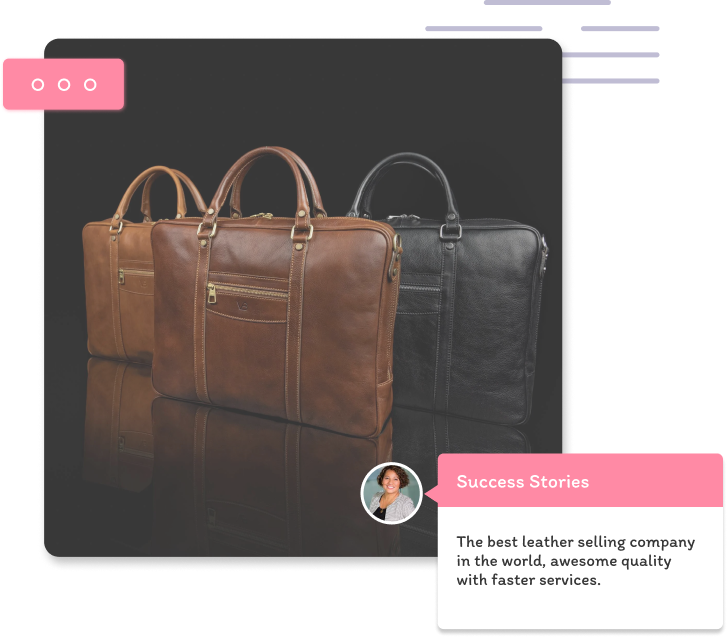 Success Stories
The best leather selling company
in the world, awesome quality
with faster services.